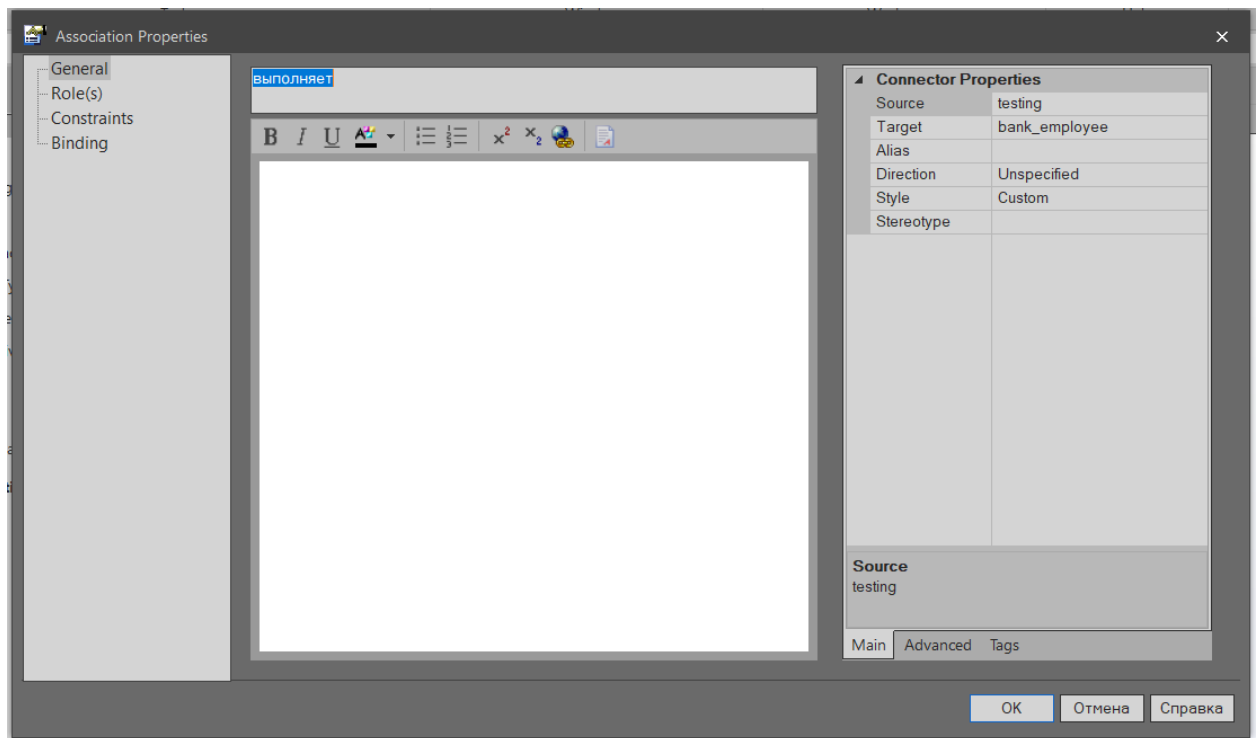 Association Properties
General
Role(s)
Constraints
Binding
выполняет
B I U
Connector Properties
Source testing
Target bank_employee
Alias
Direction Unspecified
Style Custom
Stereotype
Source
testing
Main Advanced Tags
OK Отмена Справка